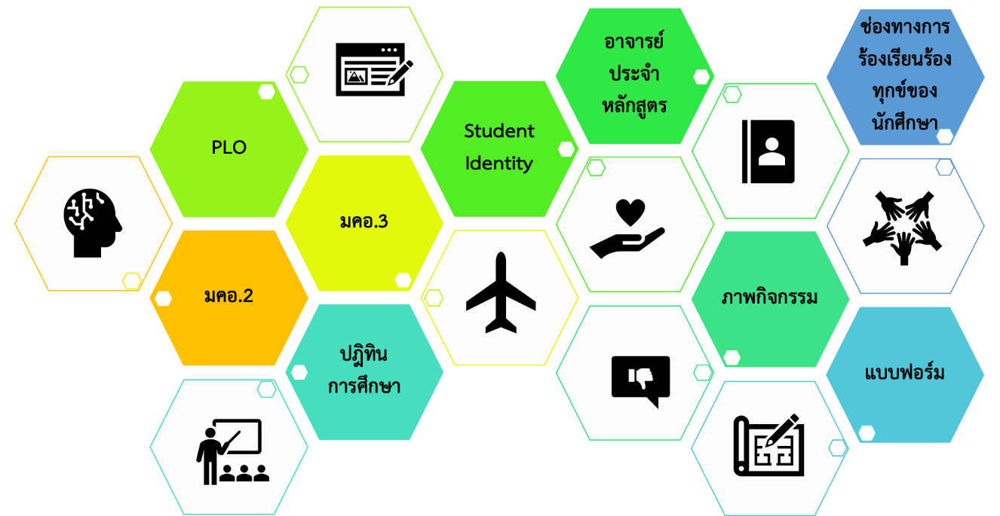 PLO
มคอ.2
มคอ.3
ปฎิทิน
การศึกษา
Student
Identity
อาจารย์
ประจำ
หลักสูตร
ภาพกิจกรรม
ช่องทางการ
ร้องเรียนร้อง
ทุกข์ของ
นักศึกษา
แบบฟอร์ม